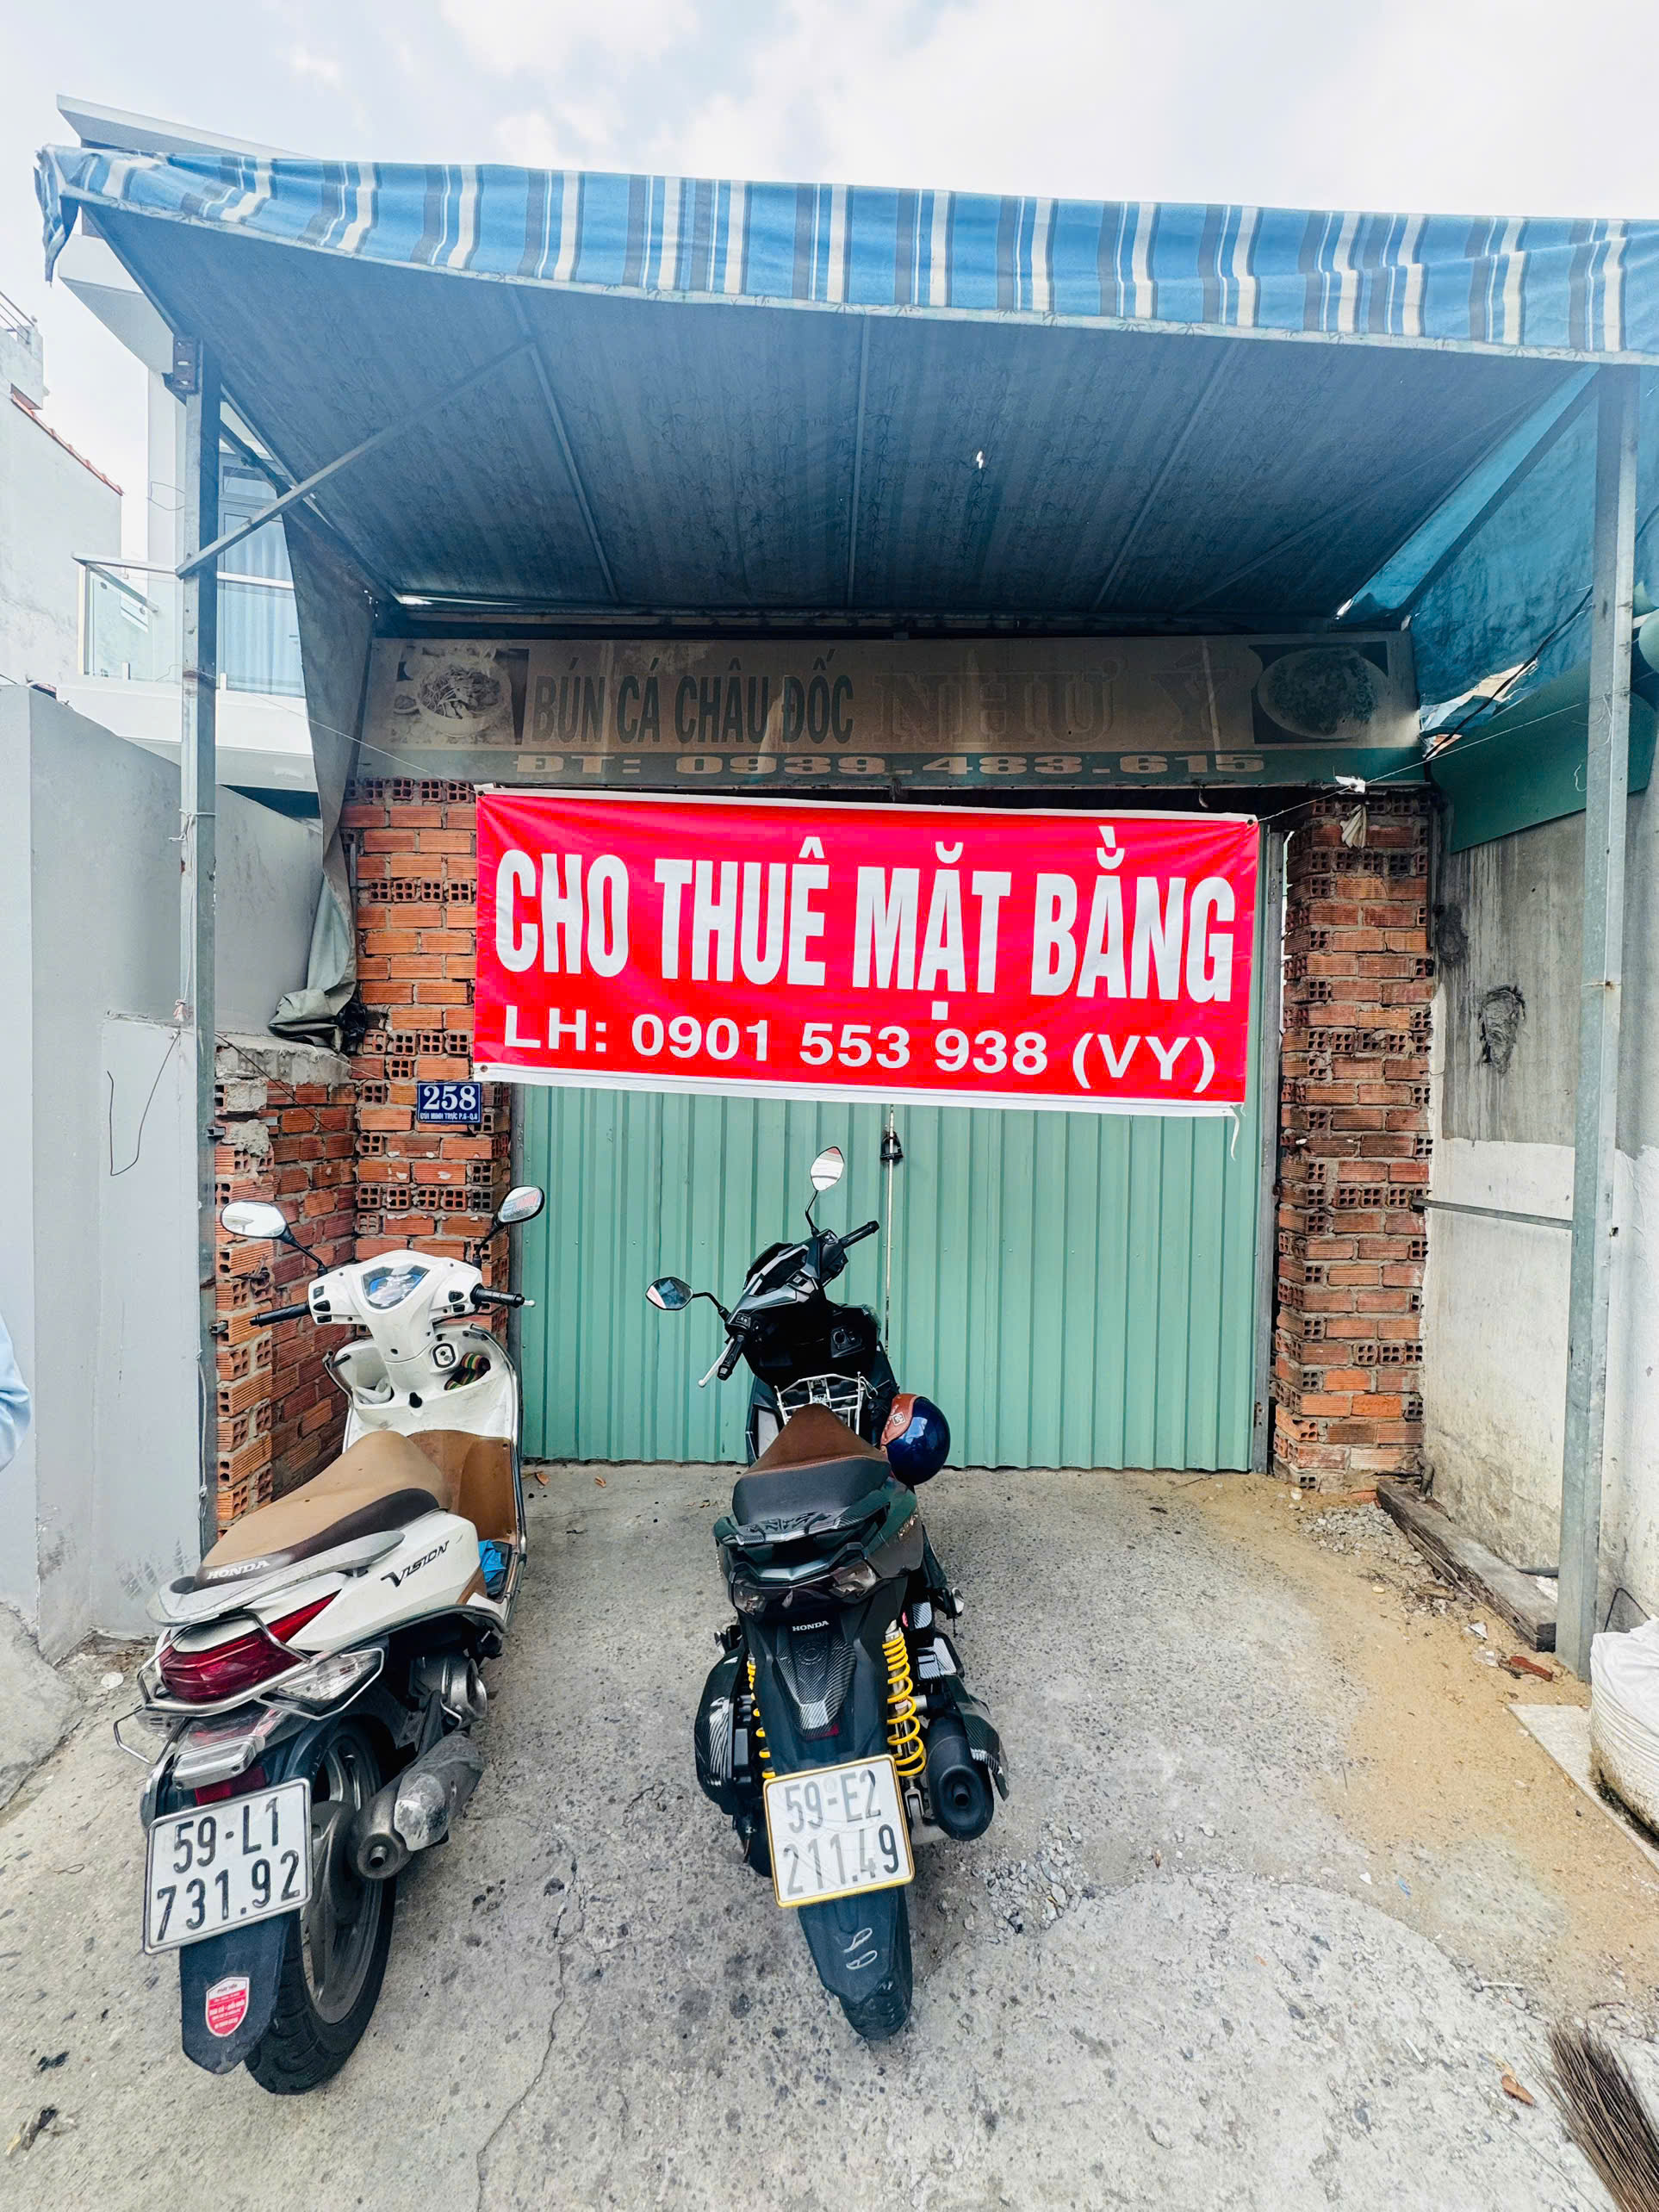 BÚN CÁ CHÂU ĐỐC NHƯ Ý
ĐT: 0939.483.615
CHO THUÊ MẶT BẰNG
LH: 0901 553 938 (VY)
258
HONDA
VISION
HONDA
59-L1
731.92
59-E2
211.49